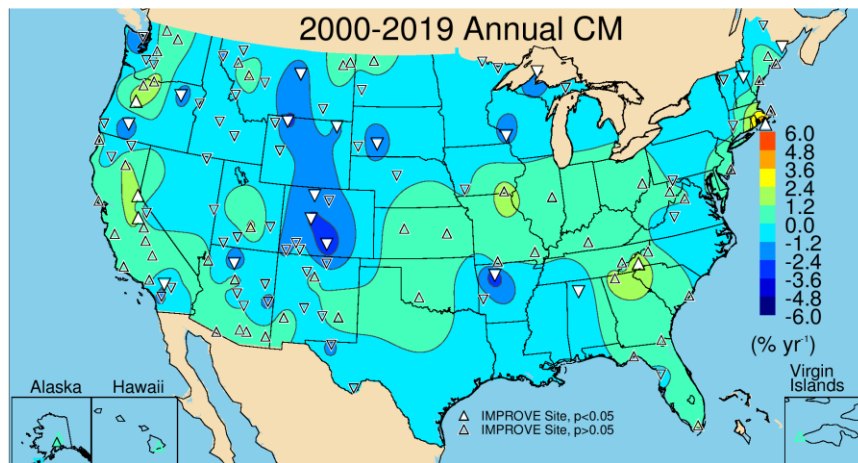 2000-2019 Annual CM
6.0
4.8
3.6
2.4
1.2
0.0
-1.2
-2.4
-3.6
-4.8
-6.0
(% yr⁻¹)
Alaska
Hawaii
Virgin
Islands
IMPROVE Site, p<0.05
IMPROVE Site, p>0.05